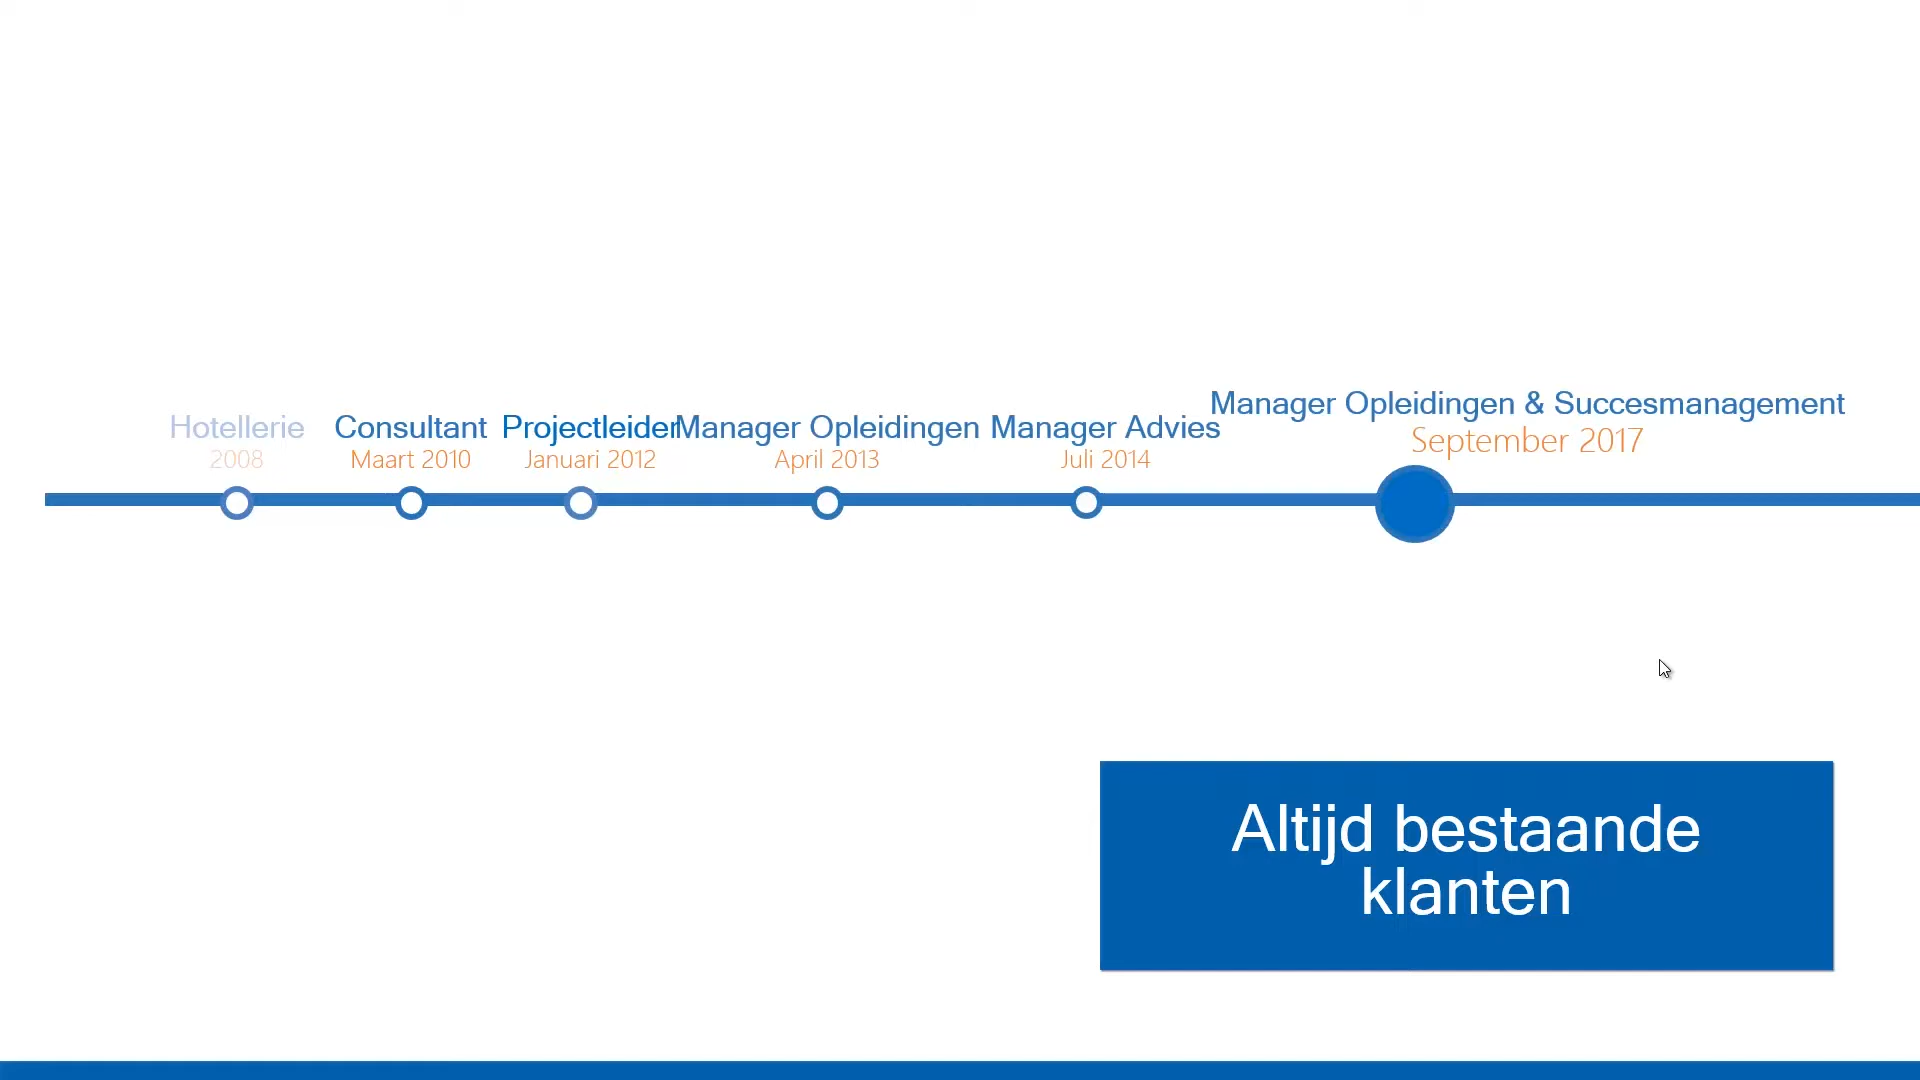 Hotellerie
2008
Consultant
Maart 2010
Projectleider
Januari 2012
Manager Opleidingen
April 2013
Manager Advies
Juli 2014
Manager Opleidingen & Succesmanagement
September 2017
Altijd bestaande
klanten